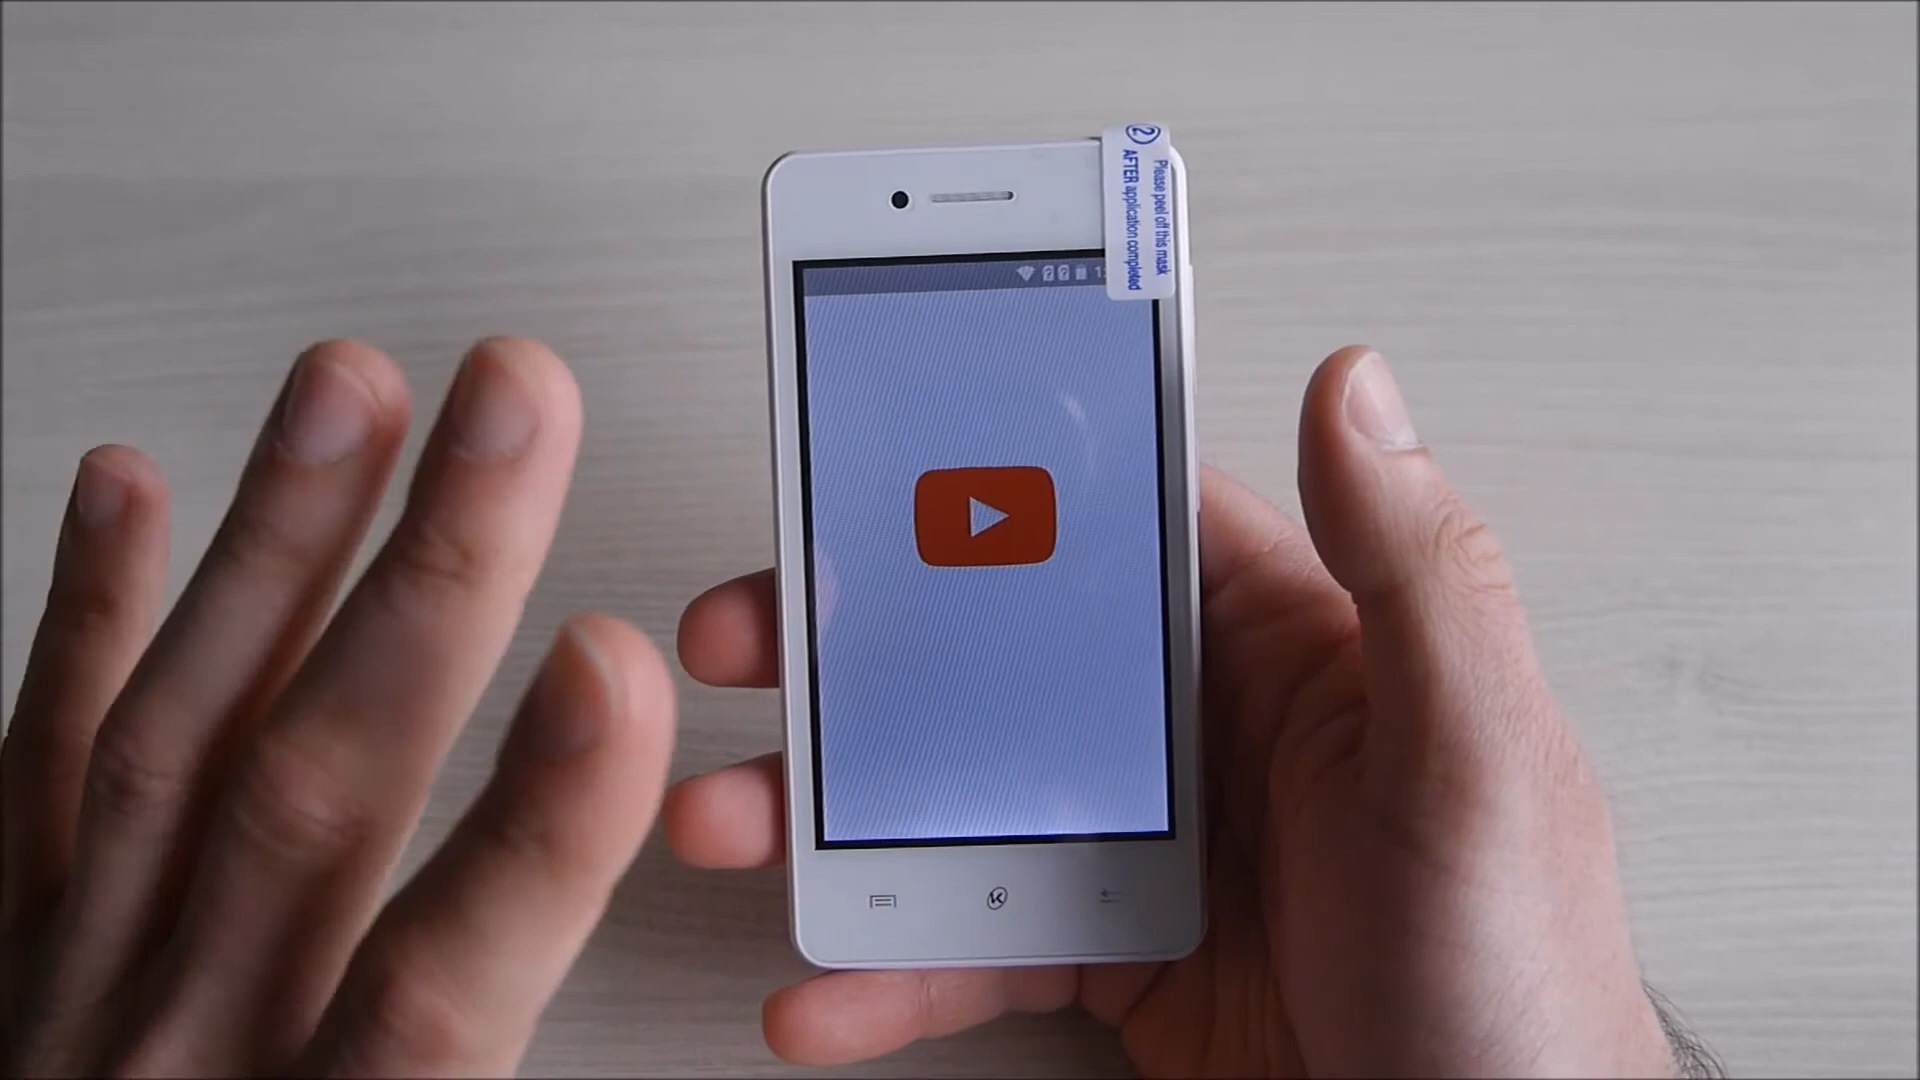 ②
Please peel off this mask
AFTER application completed